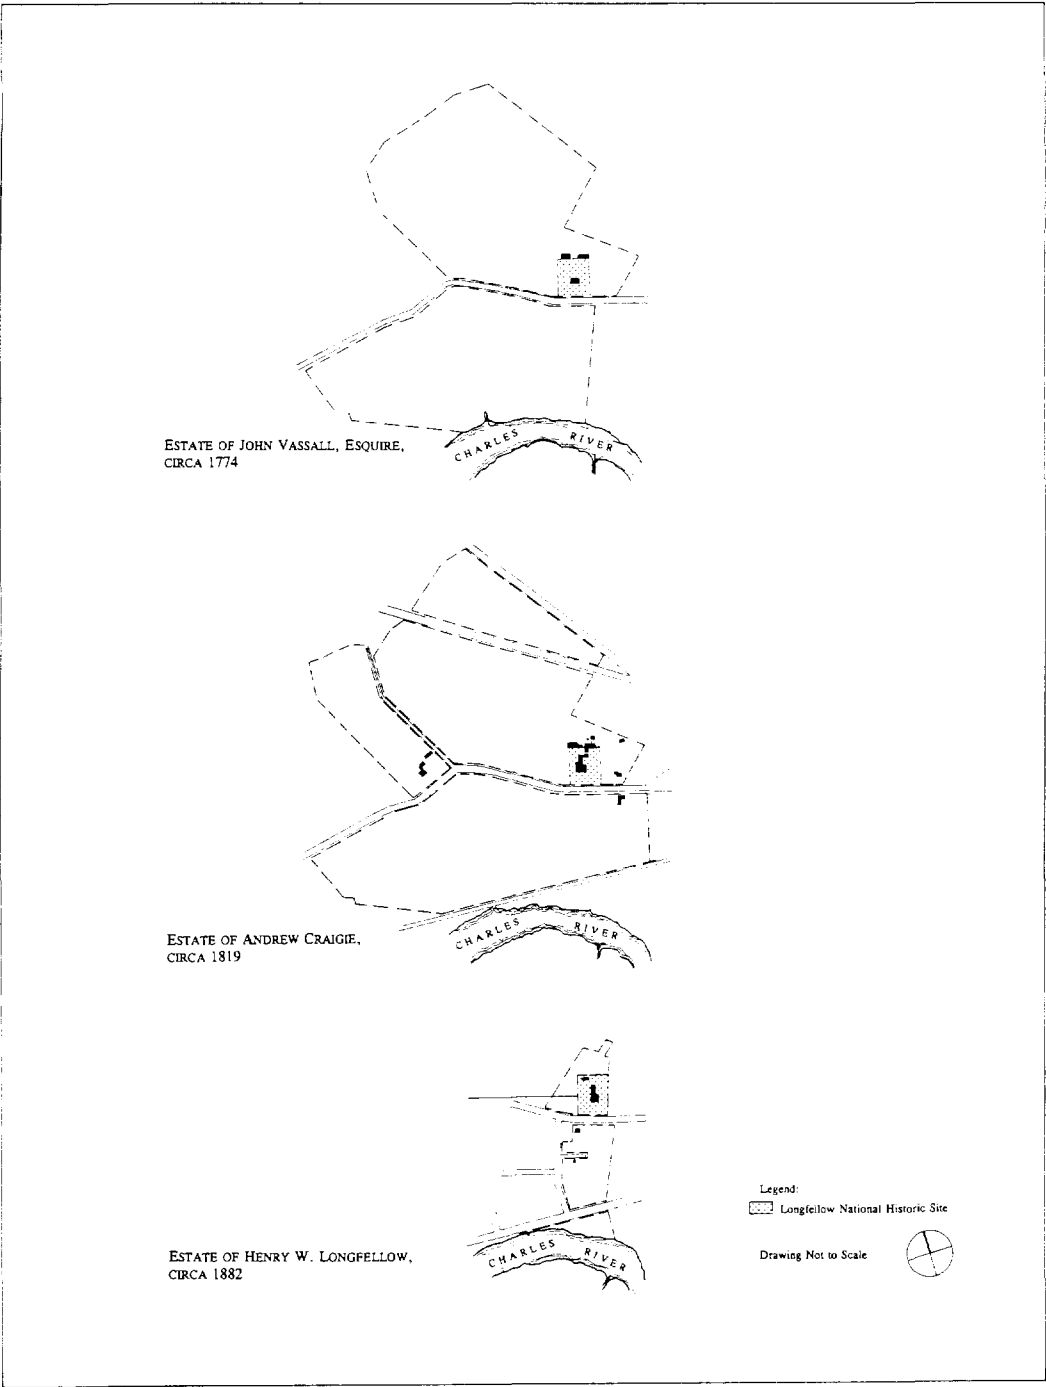 CHARLES RIVER
ESTATE OF JOHN VASSALL, ESQUIRE,
CIRCA 1774
CHARLES RIVER
ESTATE OF ANDREW CRAIGIE,
CIRCA 1819
Legend:
Longfellow National Historic Site
CHARLES RIVER
Drawing Not to Scale
ESTATE OF HENRY W. LONGFELLOW,
CIRCA 1882